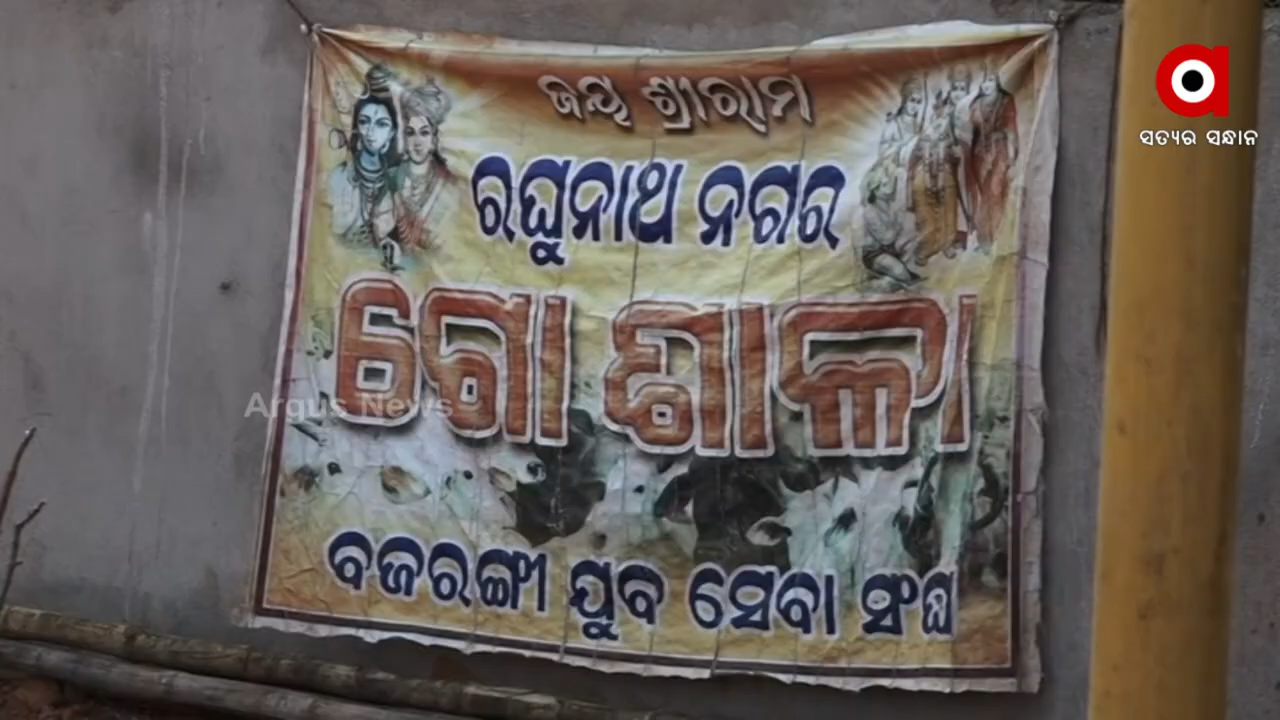 ଜୟ ଶ୍ରୀରାମ
ରଘୁନାଥ ନଗର
ଗୋ ଶାଳା
ବଜରଙ୍ଗୀ ଯୁବ ସେବା ସଂଘ
ସତ୍ୟର ସନ୍ଧାନ
Argus News